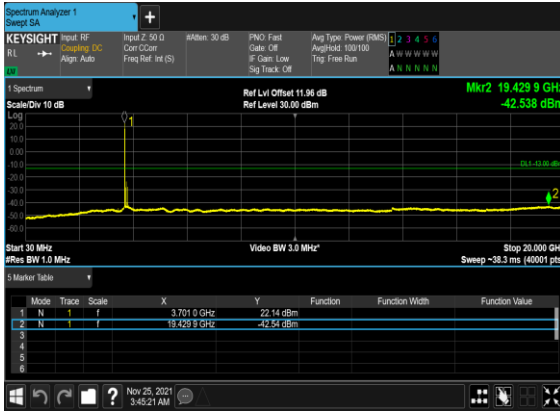 Spectrum Analyzer 1
Swept SA
+
KEYSIGHT Input: RF Input Z: 50 Ω #Atten: 30 dB PNO: Fast Avg Type: Power (RMS) 1 2 3 4 5 6
RL Coupling: DC Corr CCorr Gate: Off Avg|Hold: 100/100 A W W W W W
Align: Auto Freq Ref: Int (S) IF Gain: Low Trig: Free Run
Sig Track: Off A N N N N N
1 Spectrum Ref Lvl Offset 11.96 dB Mkr2 19.429 9 GHz
Scale/Div 10 dB Ref Level 30.00 dBm -42.538 dBm
Log
20.0 1
10.0
0.00
-10.0 DL1 -13.00 dBm
-20.0
-30.0 2
-40.0
-50.0
-60.0
Start 30 MHz Video BW 3.0 MHz* Stop 20.000 GH
#Res BW 1.0 MHz Sweep ~38.3 ms (40001 pts
5 Marker Table
Mode Trace Scale X Y Function Function Width Function Value
1 N 1 f 3.701 0 GHz 22.14 dBm
2 N 1 f 19.429 9 GHz -42.54 dBm
3
4
5
6
? Nov 25, 2021
3:45:21 AM